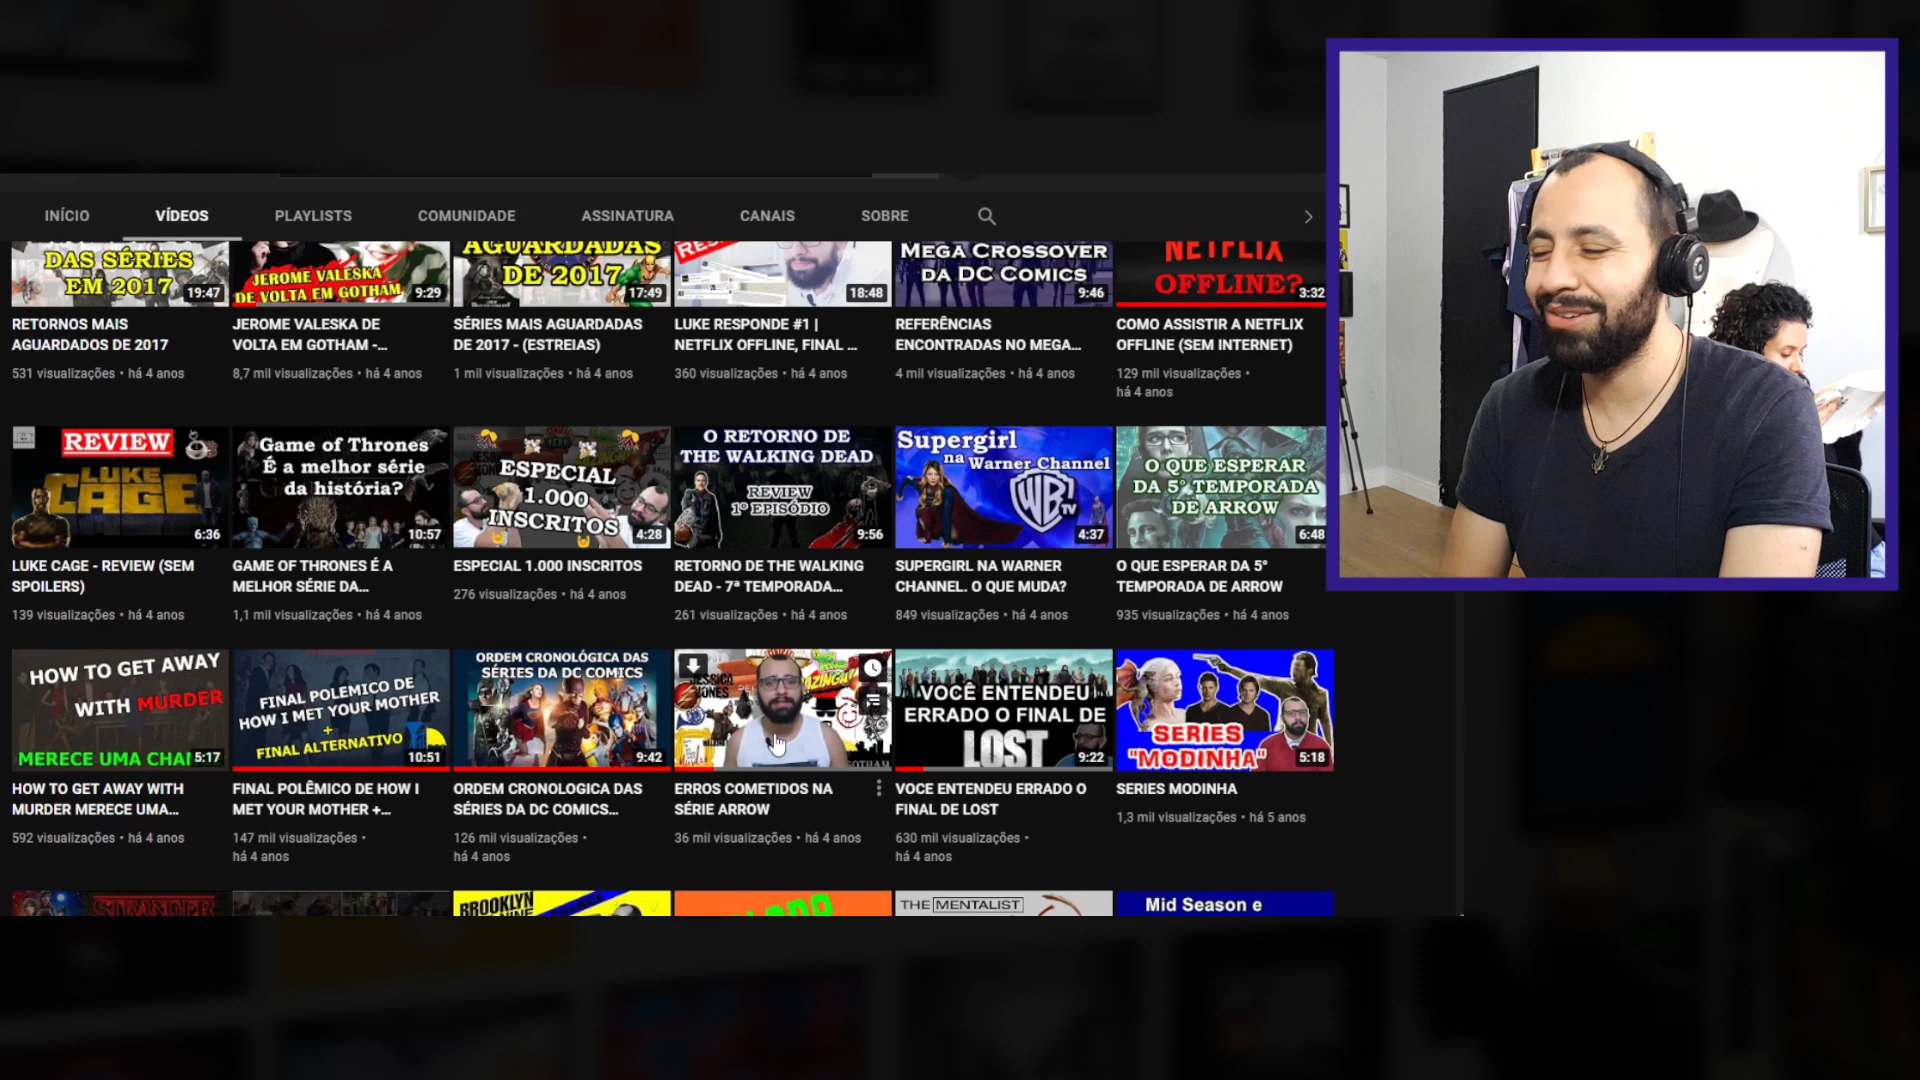 INÍCIO VÍDEOS PLAYLISTS COMUNIDADE ASSINATURA CANAIS SOBRE
DAS SÉRIES
EM 2017
19:47
JEROME VALESKA
DE VOLTA EM GOTHAM
9:29
AGUARDADAS
DE 2017
17:49
18:48
MEGA CROSSOVER
DA DC COMICS
9:46
NETFLIX
OFFLINE?
3:32
RETORNOS MAIS
AGUARDADOS DE 2017
531 visualizações • há 4 anos
JEROME VALESKA DE
VOLTA EM GOTHAM -...
8,7 mil visualizações • há 4 anos
SÉRIES MAIS AGUARDADAS
DE 2017 - (ESTREIAS)
1 mil visualizações • há 4 anos
LUKE RESPONDE #1 |
NETFLIX OFFLINE, FINAL ...
360 visualizações • há 4 anos
REFERÊNCIAS
ENCONTRADAS NO MEGA...
4 mil visualizações • há 4 anos
COMO ASSISTIR A NETFLIX
OFFLINE (SEM INTERNET)
129 mil visualizações •
há 4 anos
REVIEW
LUKE
CAGE
6:36
Game of Thrones
É a melhor série
da história?
10:57
ESPECIAL
1.000
INSCRITOS
4:28
O RETORNO DE
THE WALKING DEAD
REVIEW
1º EPISÓDIO
9:56
Supergirl
na Warner Channel
WB
TV
4:37
O QUE ESPERAR
DA 5° TEMPORADA
DE ARROW
6:48
LUKE CAGE - REVIEW (SEM
SPOILERS)
139 visualizações • há 4 anos
GAME OF THRONES É A
MELHOR SÉRIE DA...
1,1 mil visualizações • há 4 anos
ESPECIAL 1.000 INSCRITOS
276 visualizações • há 4 anos
RETORNO DE THE WALKING
DEAD - 7ª TEMPORADA...
261 visualizações • há 4 anos
SUPERGIRL NA WARNER
CHANNEL. O QUE MUDA?
849 visualizações • há 4 anos
O QUE ESPERAR DA 5°
TEMPORADA DE ARROW
935 visualizações • há 4 anos
HOW TO GET AWAY
WITH MURDER
MERECE UMA CHA
5:17
FINAL POLEMICO DE
HOW I MET YOUR MOTHER
+
FINAL ALTERNATIVO
10:51
ORDEM CRONOLÓGICA DAS
SÉRIES DA DC COMICS
9:42
JESSICA
JONES
GOTHAM
VOCÊ ENTENDEU
ERRADO O FINAL DE
LOST
9:22
SERIES
"MODINHA"
5:18
HOW TO GET AWAY WITH
MURDER MERECE UMA...
592 visualizações • há 4 anos
FINAL POLÊMICO DE HOW I
MET YOUR MOTHER +...
147 mil visualizações •
há 4 anos
ORDEM CRONOLOGICA DAS
SÉRIES DA DC COMICS...
126 mil visualizações •
há 4 anos
ERROS COMETIDOS NA
SÉRIE ARROW
36 mil visualizações • há 4 anos
VOCE ENTENDEU ERRADO O
FINAL DE LOST
630 mil visualizações •
há 4 anos
SERIES MODINHA
1,3 mil visualizações • há 5 anos
STRANGER
BROOKLYN
THE MENTALIST
Mid Season e